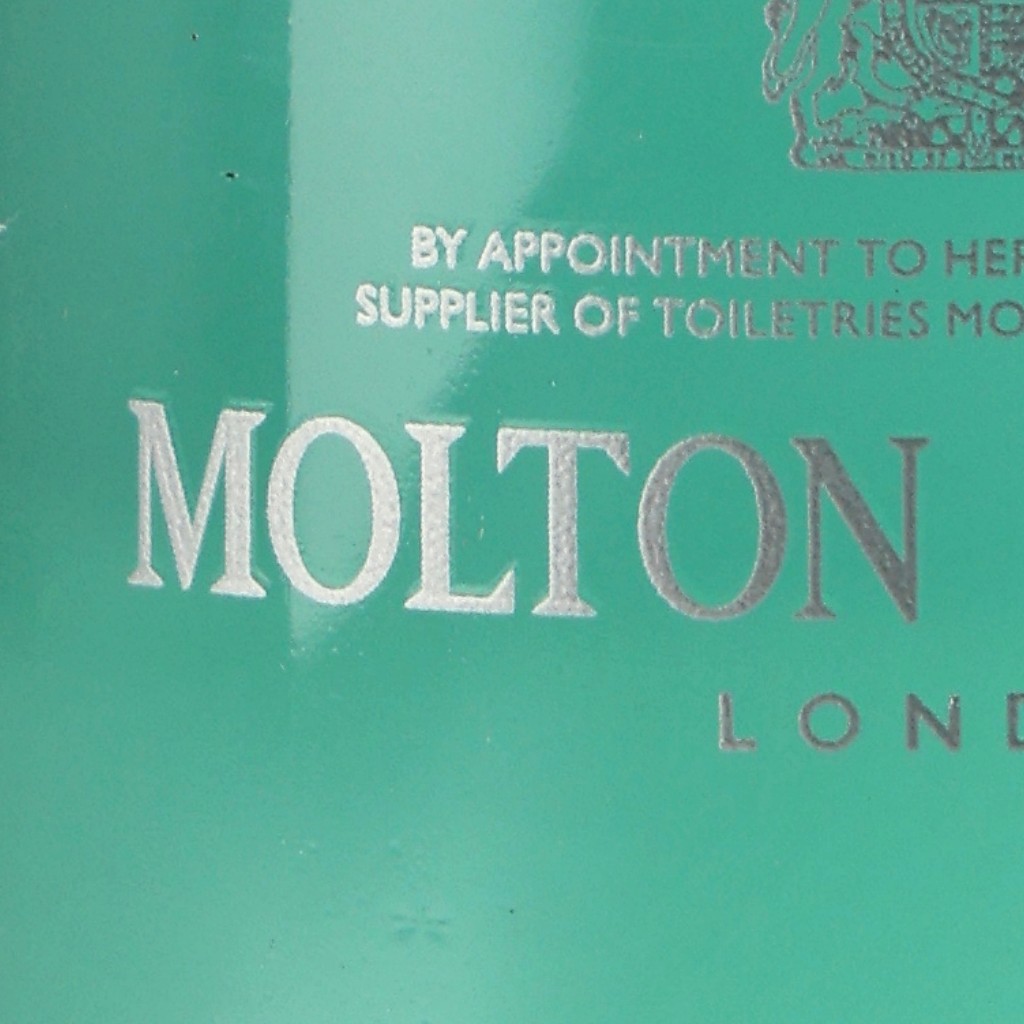 BY APPOINTMENT TO HER
SUPPLIER OF TOILETRIES MO
MOLTON
LOND